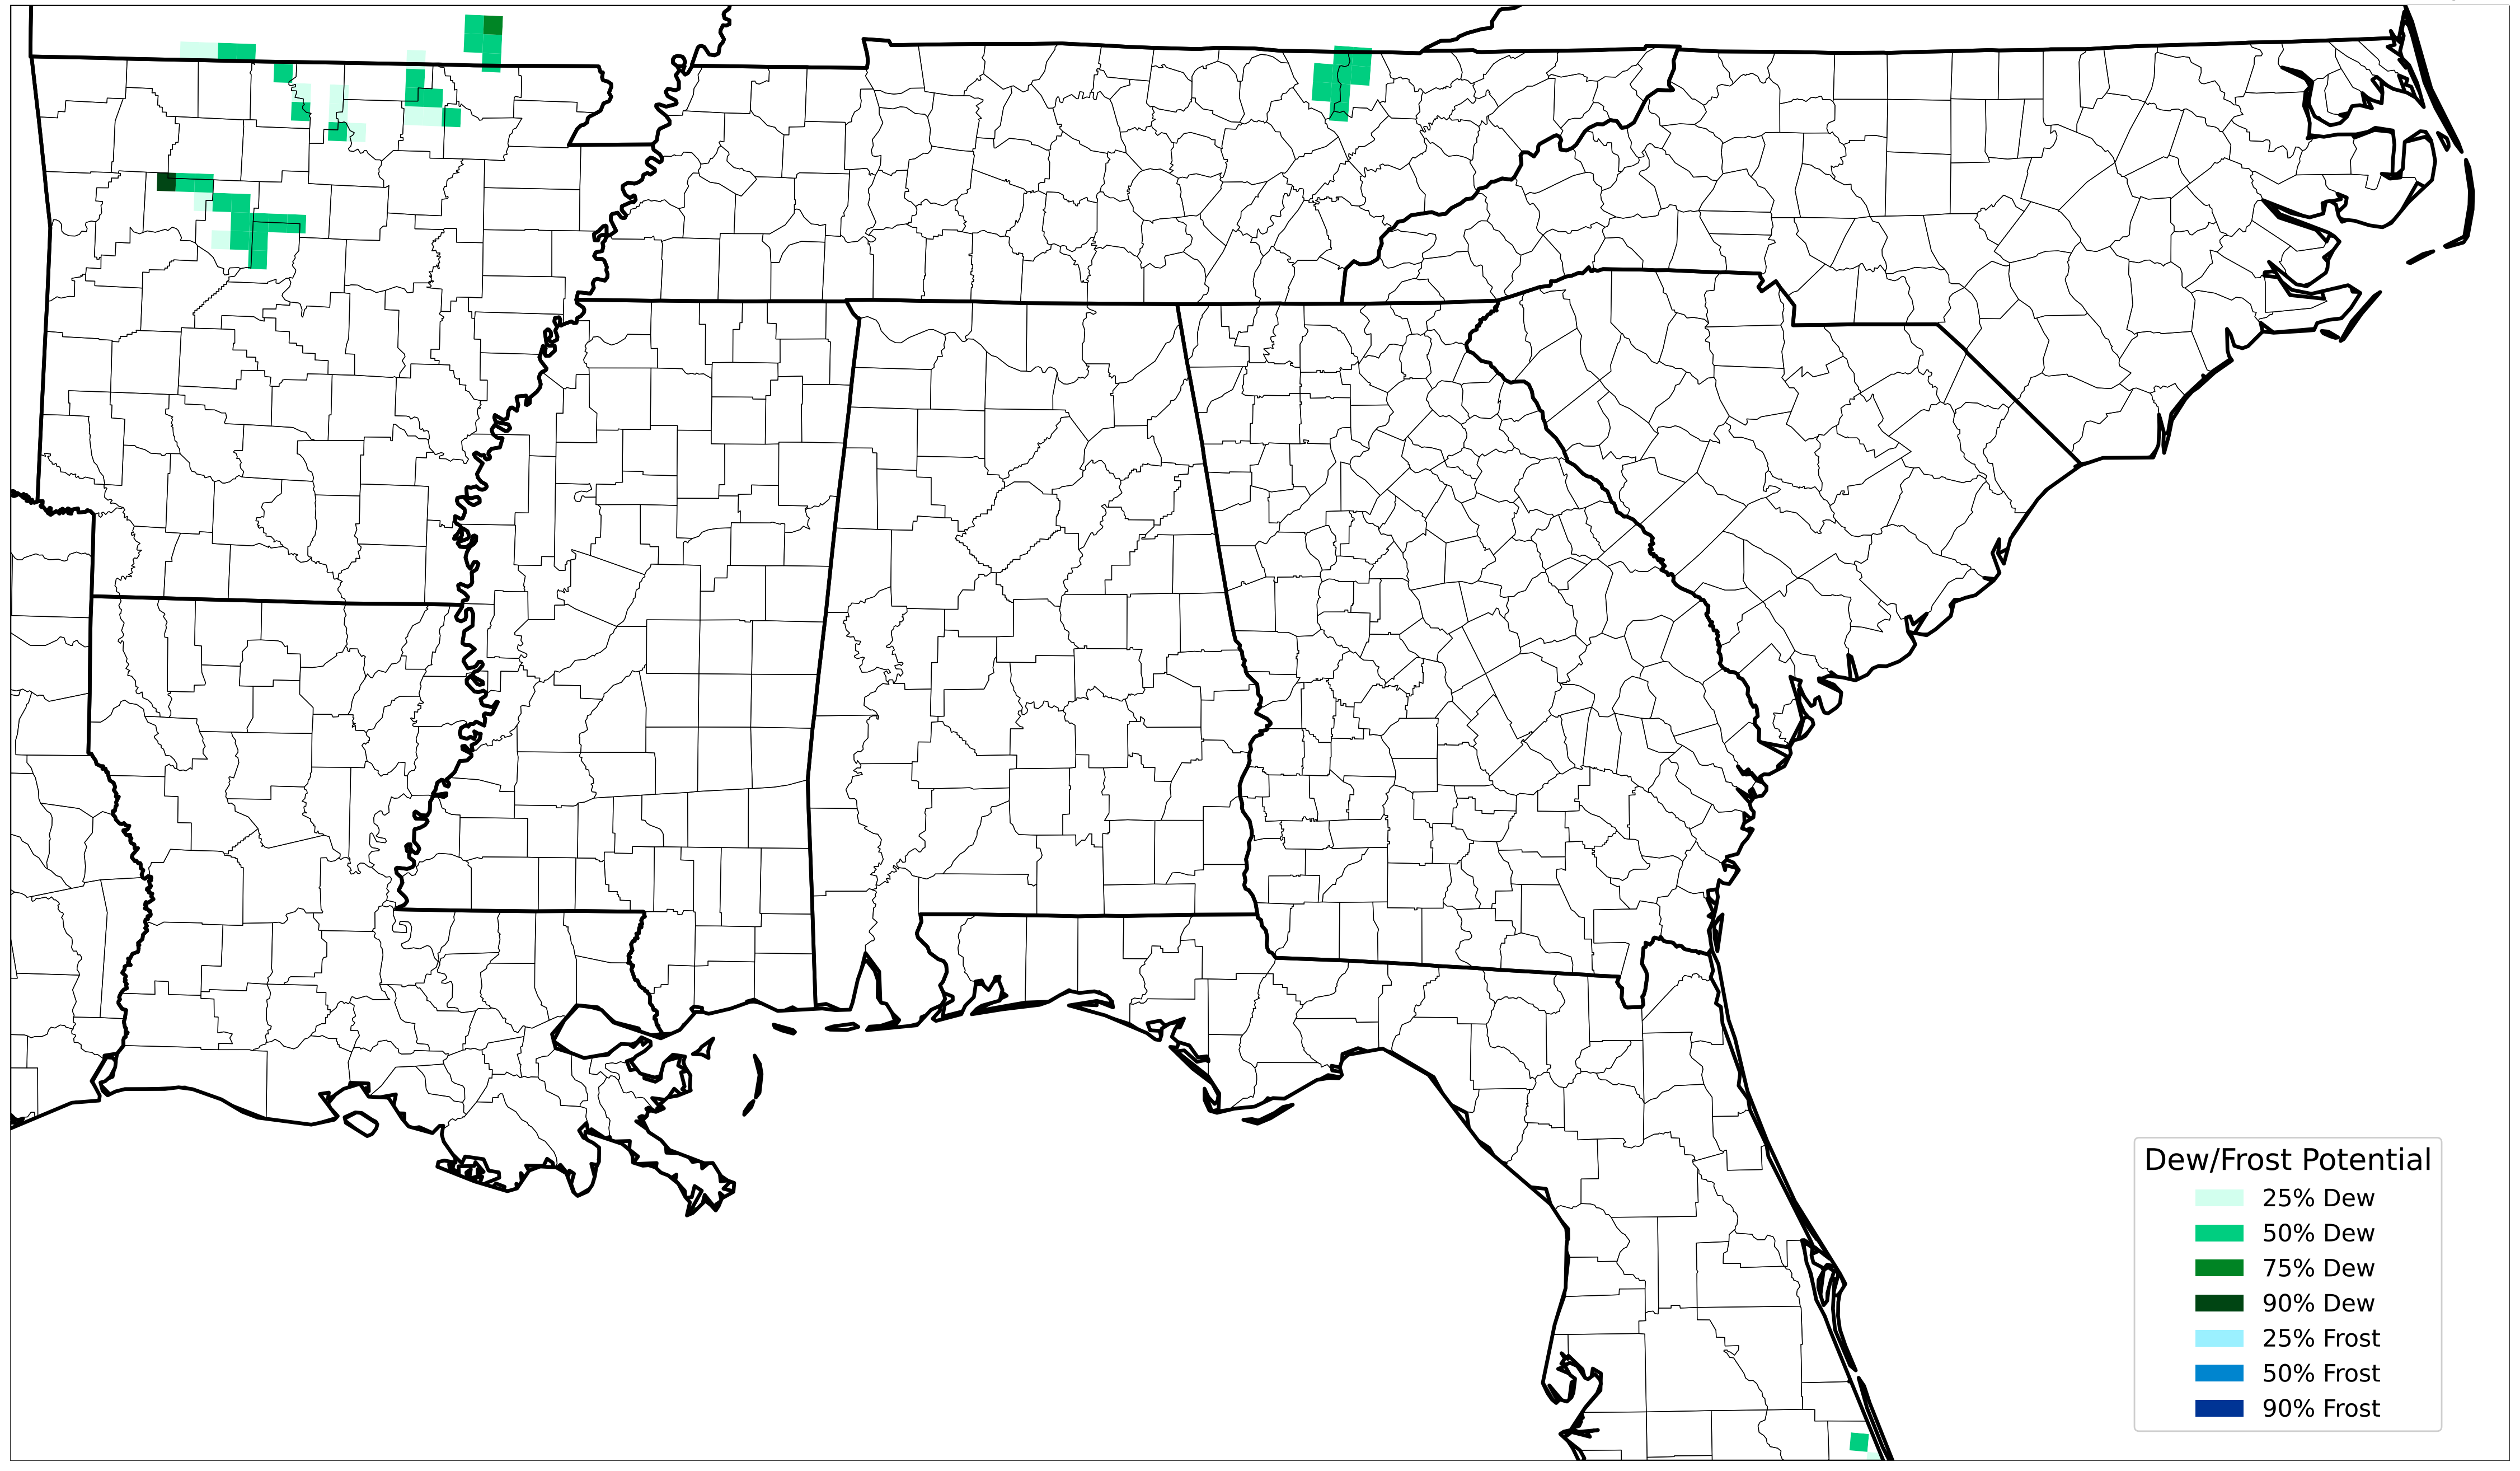 Dew/Frost Potential
25% Dew
50% Dew
75% Dew
90% Dew
25% Frost
50% Frost
90% Frost